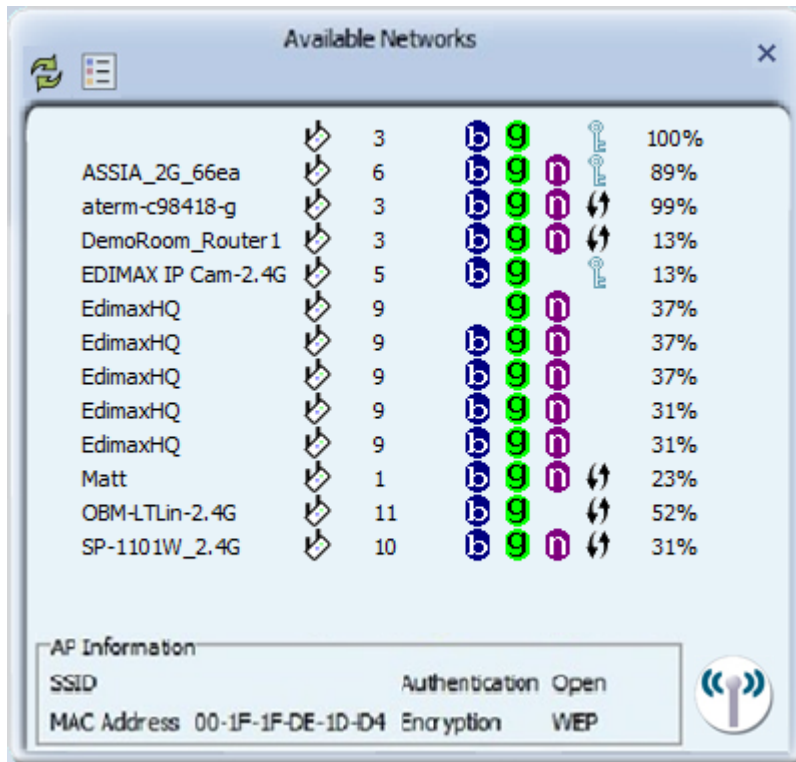 Available Networks
3 b g 100%
ASSIA_2G_66ea 6 b g n 89%
aterm-c98418-g 3 b g n 99%
DemoRoom_Router1 3 b g n 13%
EDIMAX IP Cam-2.4G 5 b g 13%
EdimaxHQ 9 g n 37%
EdimaxHQ 9 b g n 37%
EdimaxHQ 9 b g n 37%
EdimaxHQ 9 b g n 31%
EdimaxHQ 9 b g n 31%
Matt 1 b g n 23%
OBM-LTLin-2.4G 11 b g 52%
SP-1101W_2.4G 10 b g n 31%
AP Information
SSID Authentication Open
MAC Address 00-1F-1F-DE-1D-D4 Encryption WEP